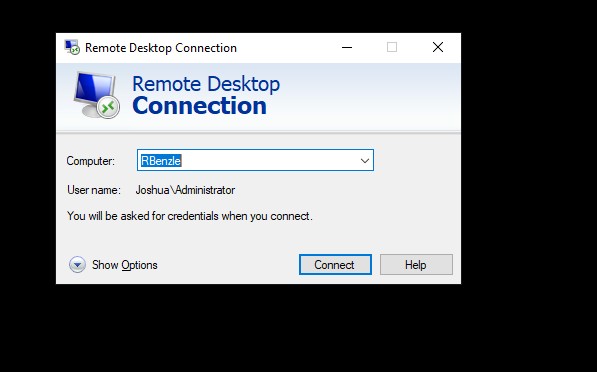 Remote Desktop Connection
Remote Desktop
Connection
Computer: RBenzle
User name: Joshua\Administrator
You will be asked for credentials when you connect.
Show Options Connect Help